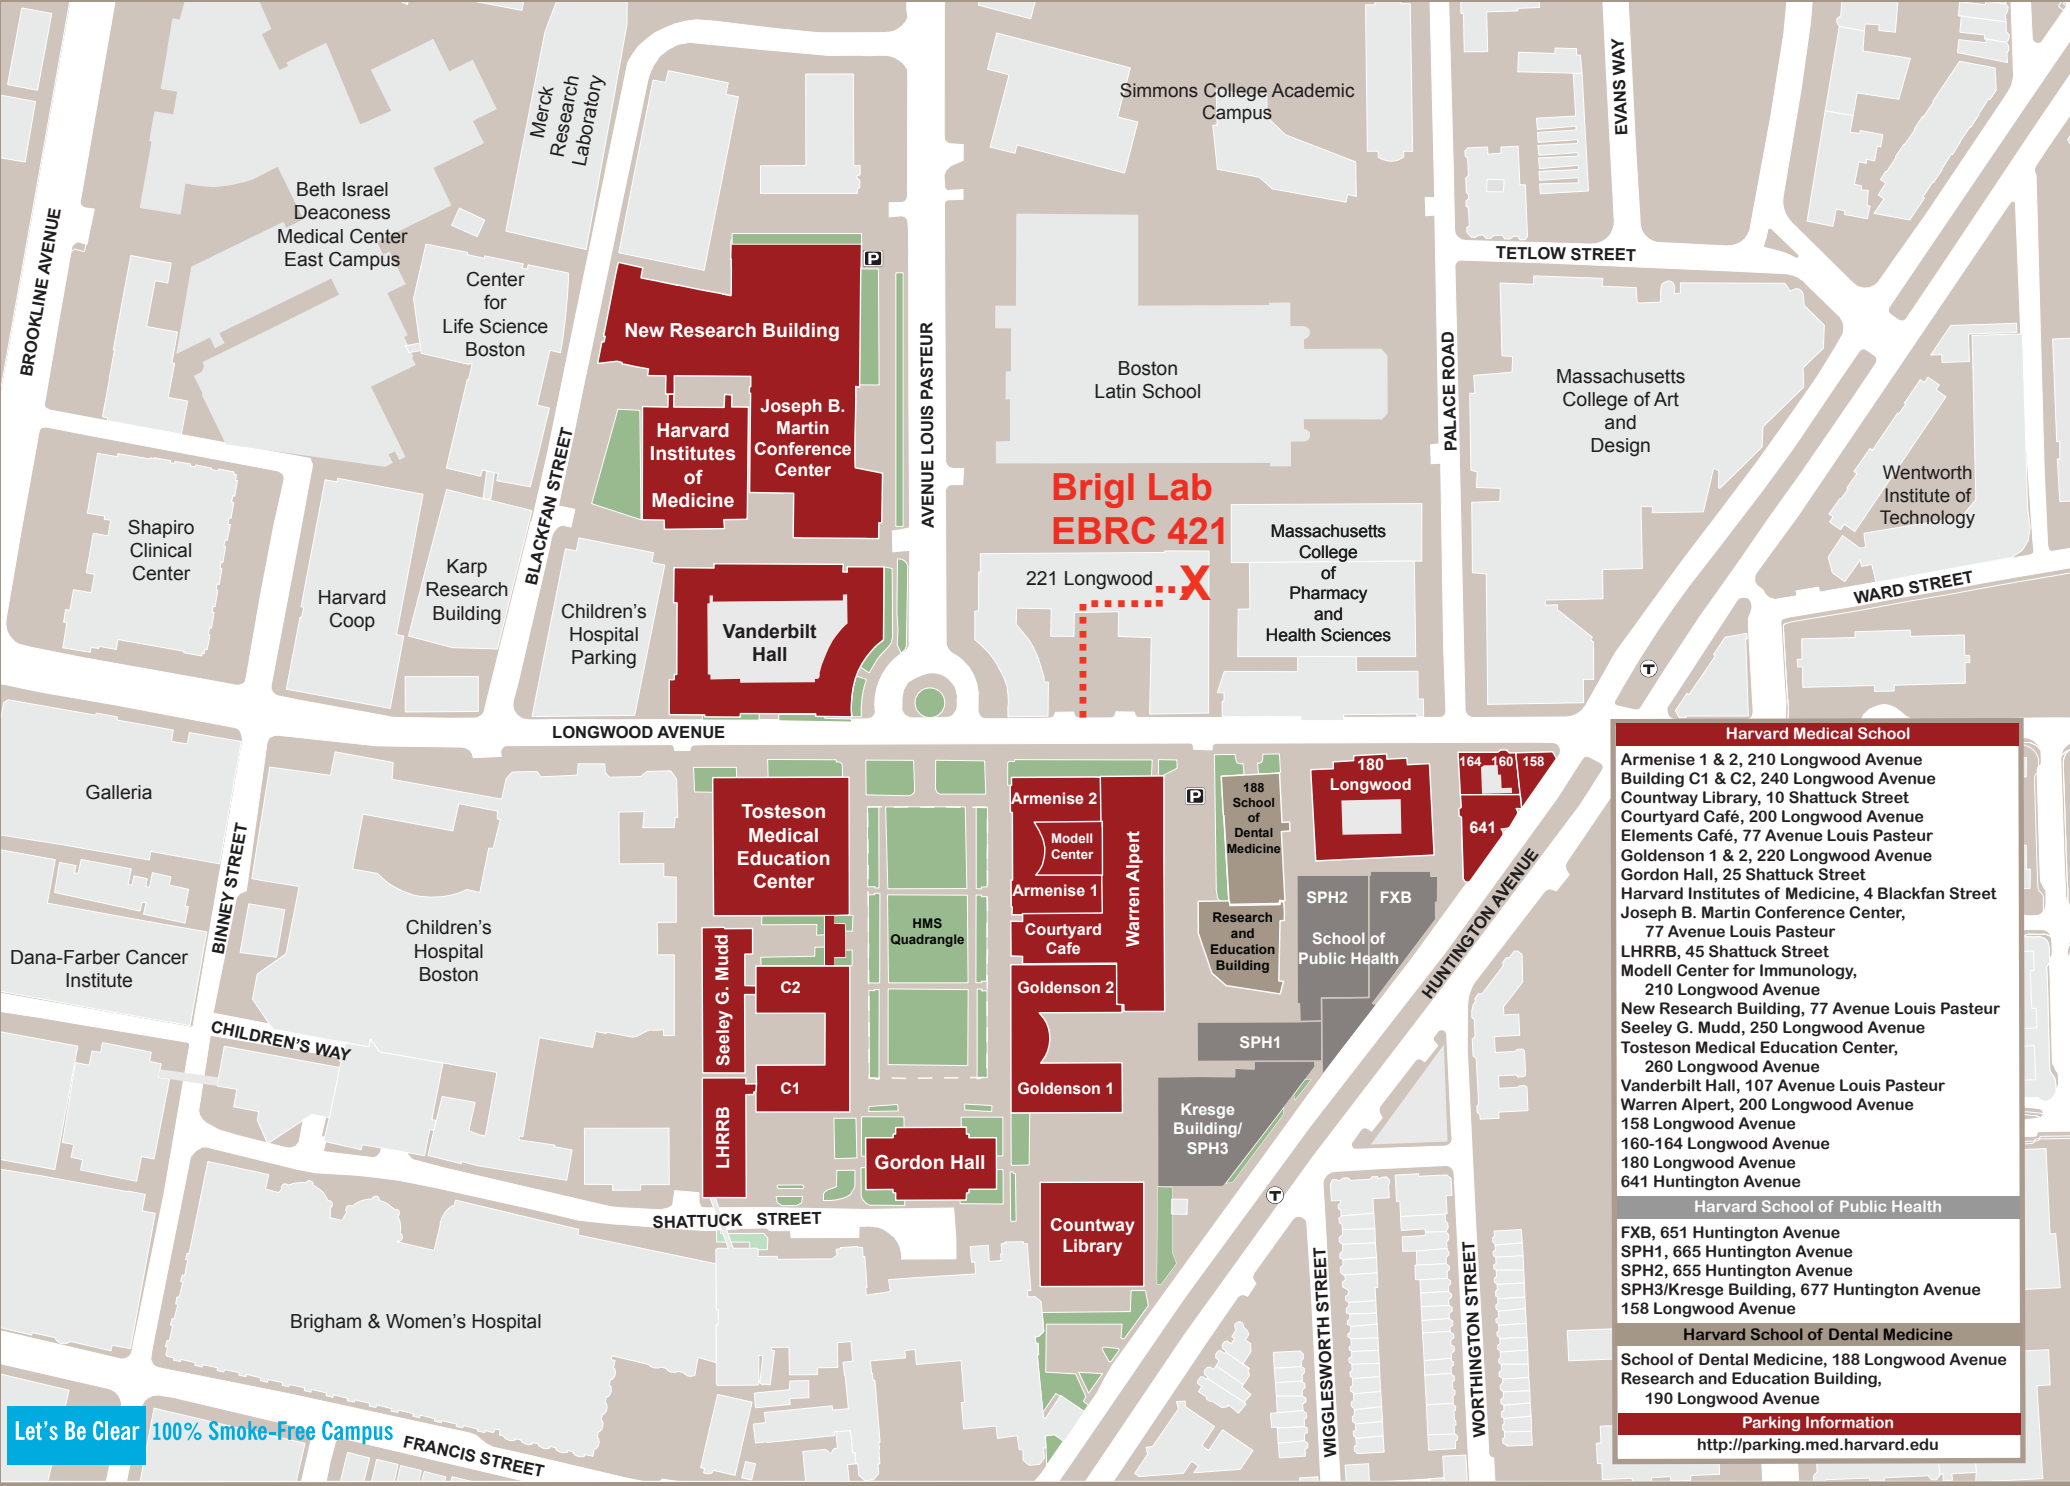 Merck
Research
Laboratory
Simmons College Academic
Campus
EVANS WAY
Beth Israel
Deaconess
Medical Center
East Campus
BROOKLINE AVENUE
Center
for
Life Science
Boston
P
TETLOW STREET
New Research Building
AVENUE LOUIS PASTEUR
Boston
Latin School
PALACE ROAD
Massachusetts
College of Art
and
Design
Joseph B.
Martin
Conference
Center
Harvard
Institutes
of
Medicine
BLACKFAN STREET
Brigl Lab
EBRC 421
Wentworth
Institute of
Technology
Shapiro
Clinical
Center
Harvard
Coop
Karp
Research
Building
Children's
Hospital
Parking
Vanderbilt
Hall
221 Longwood
X
Massachusetts
College
of
Pharmacy
and
Health Sciences
WARD STREET
T
LONGWOOD AVENUE
Galleria
BINNEY STREET
Tosteson
Medical
Education
Center
Armenise 2
Modell
Center
Armenise 1
Warren Alpert
Courtyard
Cafe
Goldenson 2
Goldenson 1
P
188
School
of
Dental
Medicine
180
Longwood
164
160
158
641
HUNTINGTON AVENUE
Research
and
Education
Building
SPH2
FXB
School of
Public Health
SPH1
Kresge
Building/
SPH3
HMS
Quadrangle
Dana-Farber Cancer
Institute
Children's
Hospital
Boston
Seeley G. Mudd
C2
C1
LHRRB
CHILDREN'S WAY
Gordon Hall
SHATTUCK STREET
Countway
Library
T
Brigham & Women's Hospital
WIGGLESWORTH STREET
WORTHINGTON STREET
FRANCIS STREET
Let's Be Clear 100% Smoke-Free Campus
Harvard Medical School
Armenise 1 & 2, 210 Longwood Avenue
Building C1 & C2, 240 Longwood Avenue
Countway Library, 10 Shattuck Street
Courtyard Café, 200 Longwood Avenue
Elements Café, 77 Avenue Louis Pasteur
Goldenson 1 & 2, 220 Longwood Avenue
Gordon Hall, 25 Shattuck Street
Harvard Institutes of Medicine, 4 Blackfan Street
Joseph B. Martin Conference Center,
77 Avenue Louis Pasteur
LHRRB, 45 Shattuck Street
Modell Center for Immunology,
210 Longwood Avenue
New Research Building, 77 Avenue Louis Pasteur
Seeley G. Mudd, 250 Longwood Avenue
Tosteson Medical Education Center,
260 Longwood Avenue
Vanderbilt Hall, 107 Avenue Louis Pasteur
Warren Alpert, 200 Longwood Avenue
158 Longwood Avenue
160-164 Longwood Avenue
180 Longwood Avenue
641 Huntington Avenue
Harvard School of Public Health
FXB, 651 Huntington Avenue
SPH1, 665 Huntington Avenue
SPH2, 655 Huntington Avenue
SPH3/Kresge Building, 677 Huntington Avenue
158 Longwood Avenue
Harvard School of Dental Medicine
School of Dental Medicine, 188 Longwood Avenue
Research and Education Building,
190 Longwood Avenue
Parking Information
http://parking.med.harvard.edu